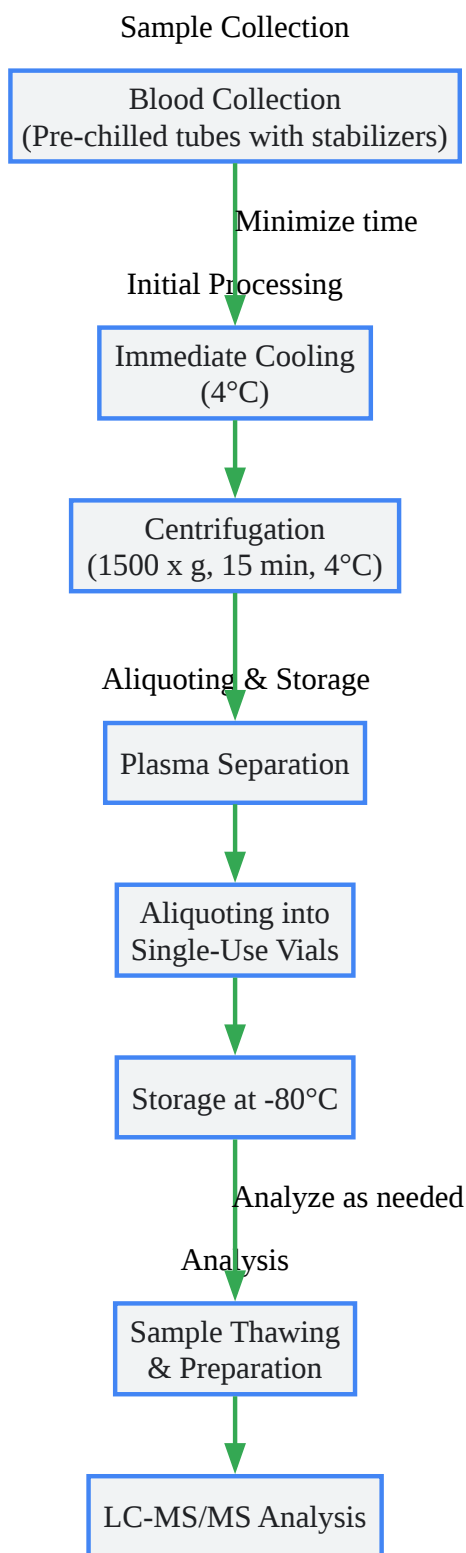 Sample Collection
Blood Collection
(Pre-chilled tubes with stabilizers)
Minimize time
Initial Processing
Immediate Cooling
(4°C)
Centrifugation
(1500 x g, 15 min, 4°C)
Aliquoting & Storage
Plasma Separation
Aliquoting into
Single-Use Vials
Storage at -80°C
Analyze as needed
Analysis
Sample Thawing
& Preparation
LC-MS/MS Analysis